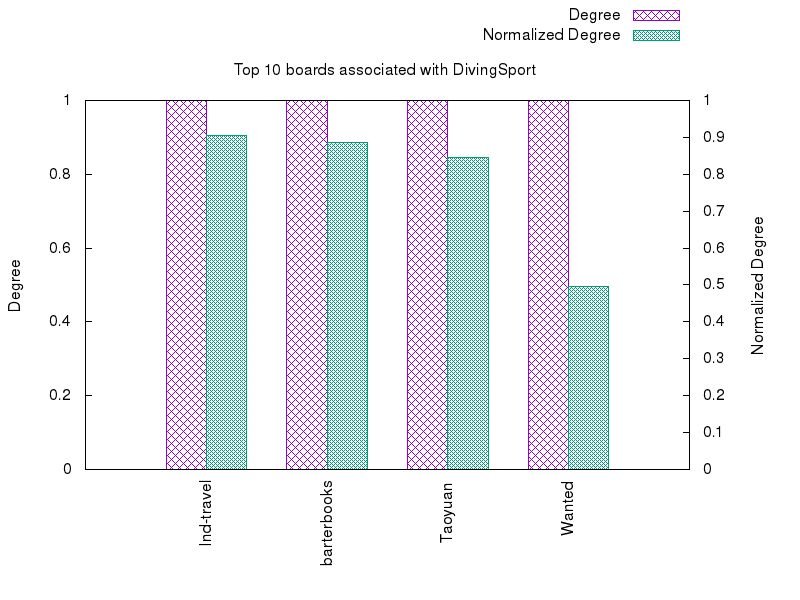 Degree
Normalized Degree
Top 10 boards associated with DivingSport
1
0.8
0.6
0.4
0.2
0
1
0.9
0.8
0.7
0.6
0.5
0.4
0.3
0.2
0.1
0
Degree
Normalized Degree
Ind-travel
barterbooks
Taoyuan
Wanted